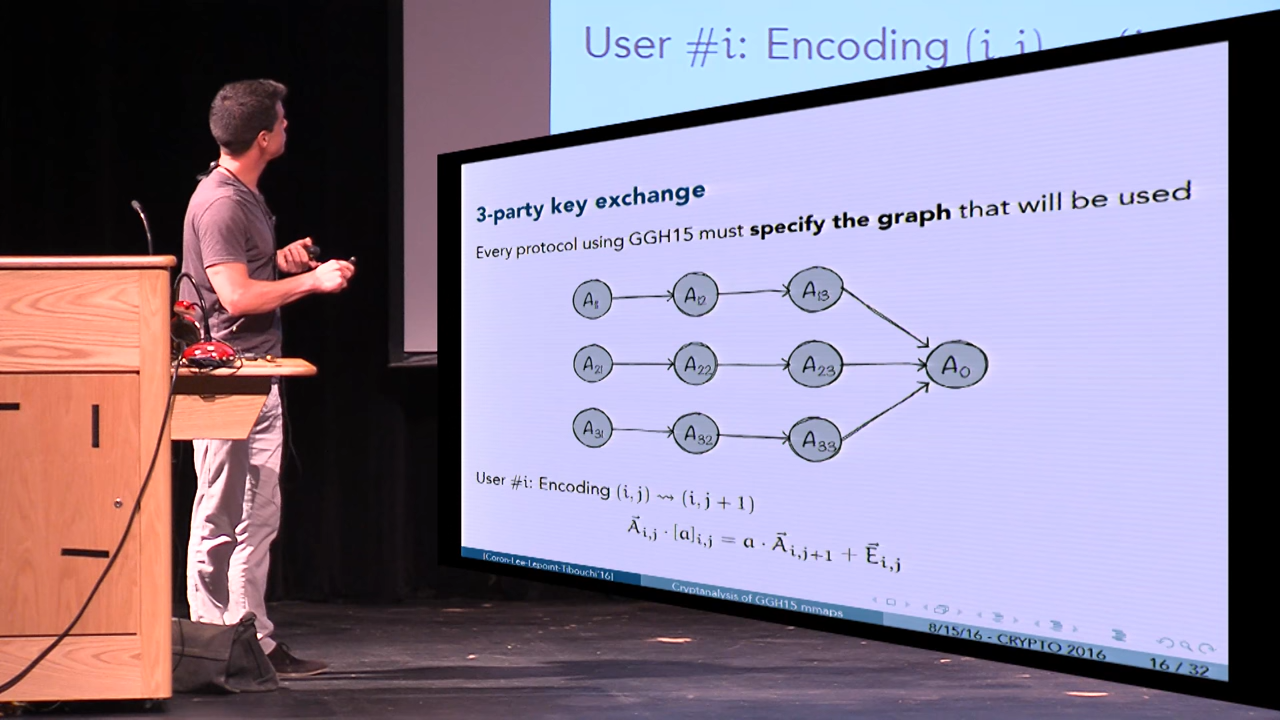 User #i: Encoding (i, j)
3-party key exchange
Every protocol using GGH15 must specify the graph that will be used
A₁₁ A₁₂ A₁₃
A₂₁ A₂₂ A₂₃ A₀
A₃₁ A₃₂ A₃₃
User #i: Encoding (i, j) ⇝ (i, j + 1)
A⃗ᵢ,ⱼ · [a]ᵢ,ⱼ = a · A⃗ᵢ,ⱼ₊₁ + E⃗ᵢ,ⱼ
[Coron-Lee-Lepoint-Tibouchi'16]
Cryptanalysis of GGH15 mmaps
8/15/16 - CRYPTO 2016
16 / 32